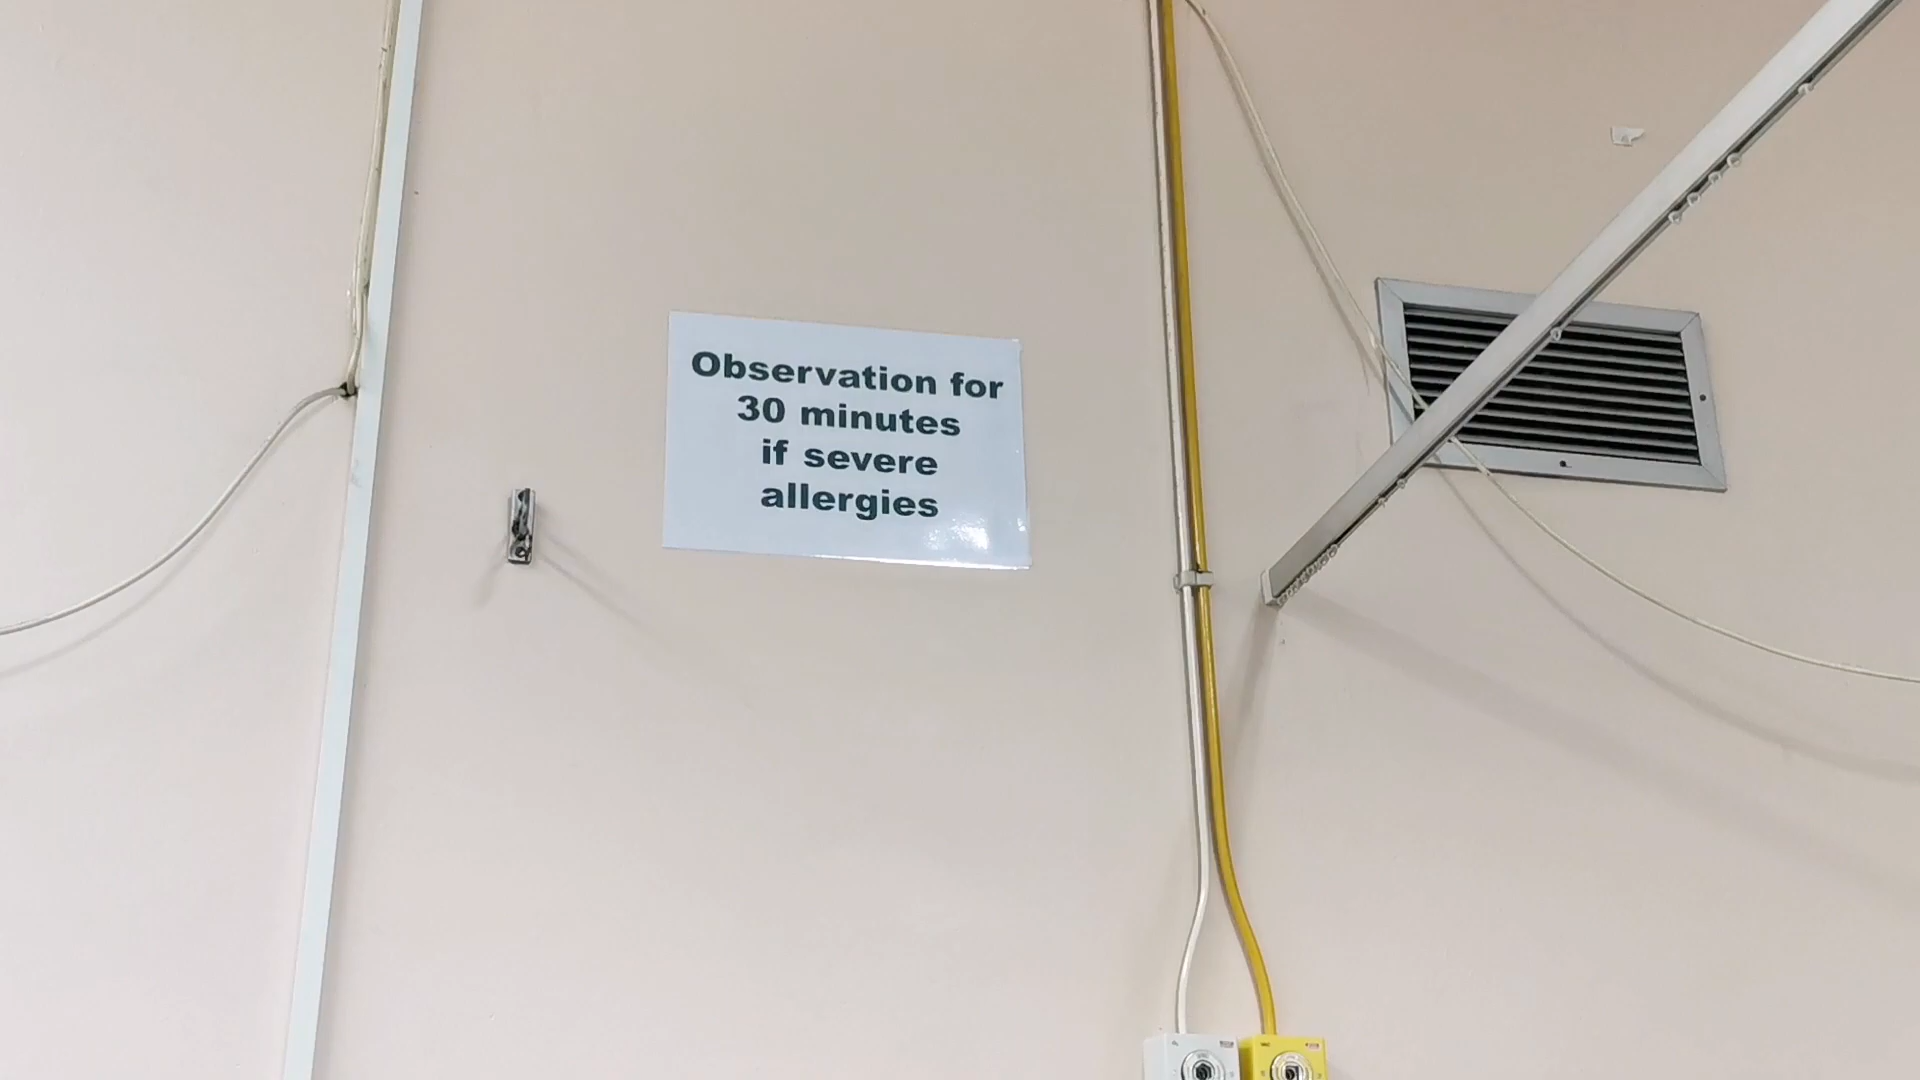 Observation for
30 minutes
if severe
allergies